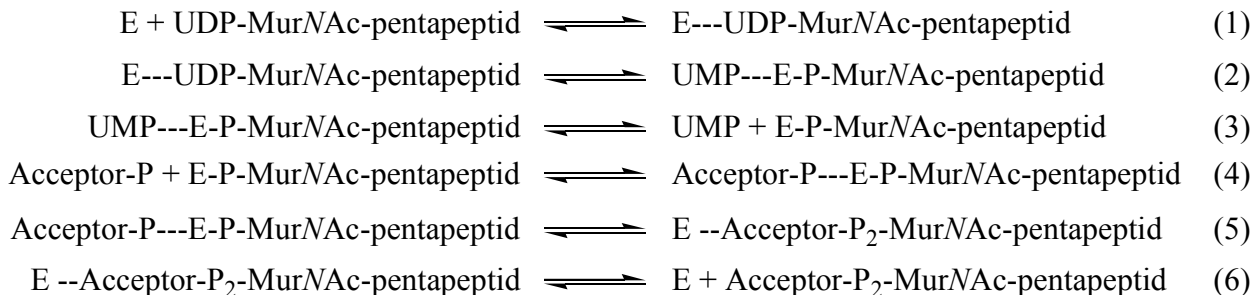 E + UDP-MurNAc-pentapeptid ⇌ E---UDP-MurNAc-pentapeptid (1)
E---UDP-MurNAc-pentapeptid ⇌ UMP---E-P-MurNAc-pentapeptid (2)
UMP---E-P-MurNAc-pentapeptid ⇌ UMP + E-P-MurNAc-pentapeptid (3)
Acceptor-P + E-P-MurNAc-pentapeptid ⇌ Acceptor-P---E-P-MurNAc-pentapeptid (4)
Acceptor-P---E-P-MurNAc-pentapeptid ⇌ E --Acceptor-P₂-MurNAc-pentapeptid (5)
E --Acceptor-P₂-MurNAc-pentapeptid ⇌ E + Acceptor-P₂-MurNAc-pentapeptid (6)